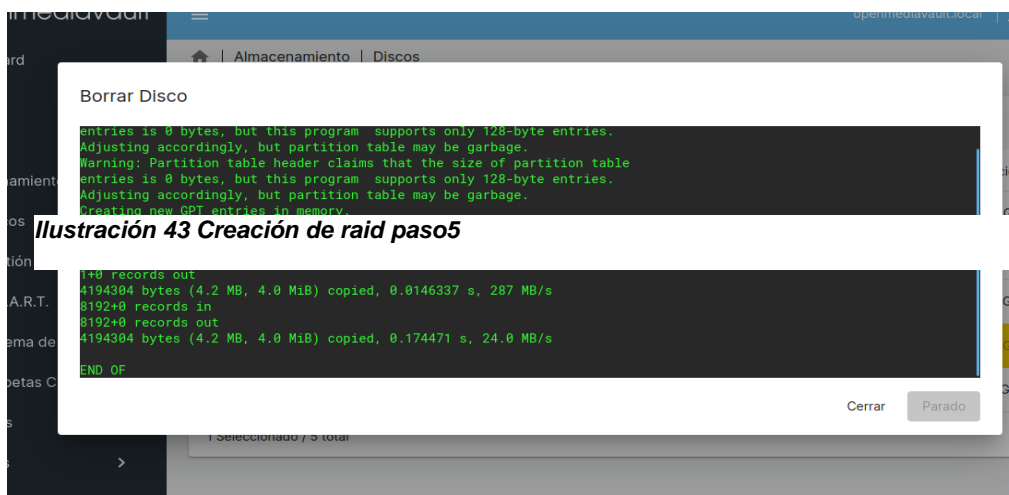 openmediavault.local
Almacenamiento | Discos
Borrar Disco
entries is 0 bytes, but this program  supports only 128-byte entries.
Adjusting accordingly, but partition table may be garbage.
Warning: Partition table header claims that the size of partition table
entries is 0 bytes, but this program  supports only 128-byte entries.
Adjusting accordingly, but partition table may be garbage.
Creating new GPT entries in memory.
Ilustración 43 Creación de raid paso5
1+0 records out
4194304 bytes (4.2 MB, 4.0 MiB) copied, 0.0146337 s, 287 MB/s
.A.R.T.
8192+0 records in
8192+0 records out
4194304 bytes (4.2 MB, 4.0 MiB) copied, 0.174471 s, 24.0 MB/s
END OF
Cerrar Parado
1 Seleccionado / 5 total